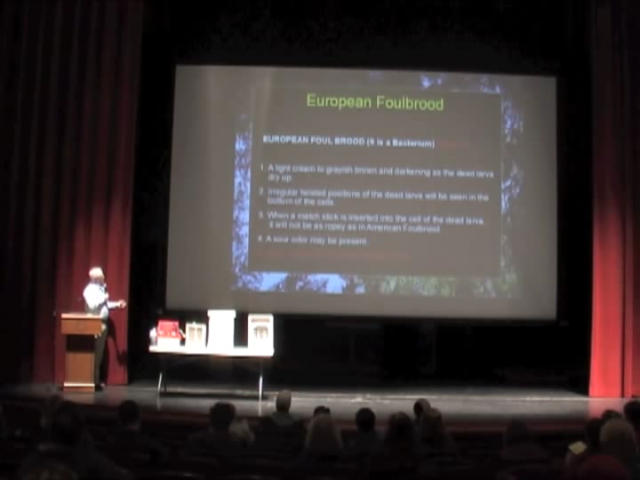 European Foulbrood
EUROPEAN FOUL BROOD (It is a Bacterium)
1. A light cream to grayish brown and darkening as the dead larva
dry up.
2. Irregular twisted positions of the dead larva will be seen in the
bottom of the cells.
3. When a match stick is inserted into the cell of the dead larva,
it will not be as ropey as in American Foulbrood
4. A sour odor may be present.